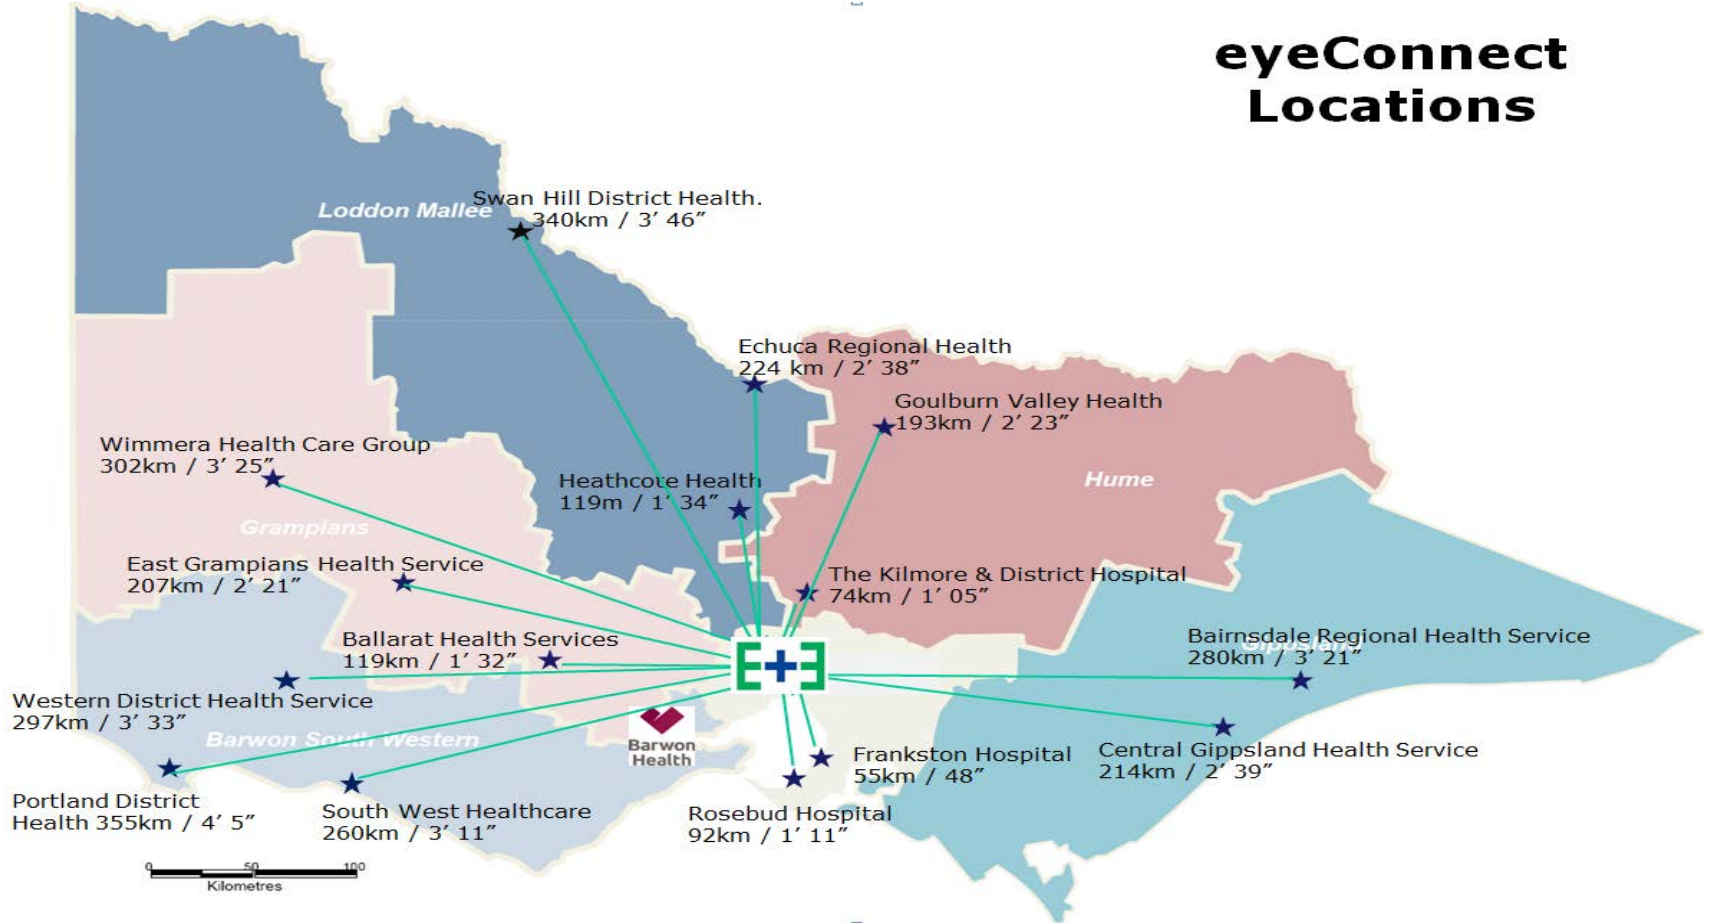 eyeConnect
Locations
Swan Hill District Health.
340km / 3’ 46”
Loddon Mallee
Echuca Regional Health
224 km / 2’ 38”
Goulburn Valley Health
193km / 2’ 23”
Wimmera Health Care Group
302km / 3’ 25”
Heathcote Health
119m / 1’ 34”
Hume
Grampians
East Grampians Health Service
207km / 2’ 21”
The Kilmore & District Hospital
74km / 1’ 05”
Ballarat Health Services
119km / 1’ 32”
Bairnsdale Regional Health Service
Gippsland
280km / 3’ 21”
Western District Health Service
297km / 3’ 33”
Barwon South Western
Barwon
Health
Frankston Hospital
55km / 48”
Central Gippsland Health Service
214km / 2’ 39”
Portland District
Health 355km / 4’ 5”
South West Healthcare
260km / 3’ 11”
Rosebud Hospital
92km / 1’ 11”
0 50 100
Kilometres